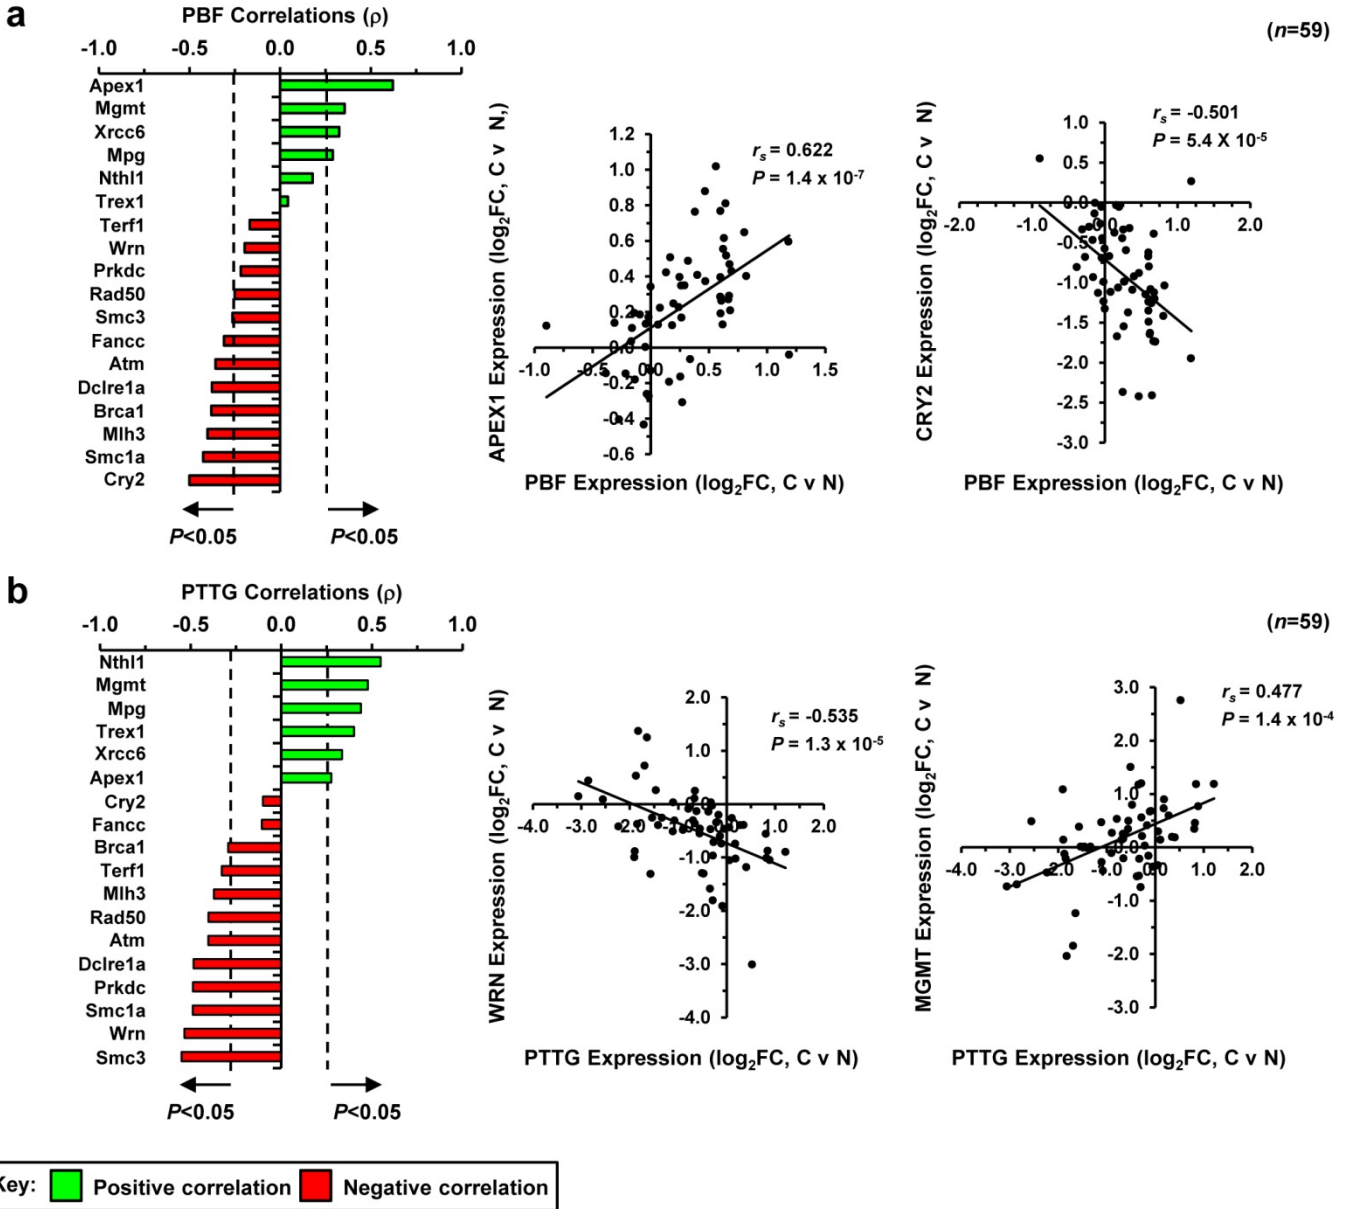 a
PBF Correlations (ρ)
-1.0 -0.5 0.0 0.5 1.0
Apex1
Mgmt
Xrcc6
Mpg
Nthl1
Trex1
Terf1
Wrn
Prkdc
Rad50
Smc3
Fancc
Atm
Dclre1a
Brca1
Mlh3
Smc1a
Cry2
P<0.05 P<0.05
APEX1 Expression (log2FC, C v N,)
1.2
1.0
0.8
0.6
0.4
0.2
0.0
-0.2
-0.4
-0.6
-1.0 -0.5 0.0 0.5 1.0 1.5
rs = 0.622
P = 1.4 x 10-7
PBF Expression (log2FC, C v N)
(n=59)
CRY2 Expression (log2FC, C v N)
1.0
0.5
0.0
-0.5
-1.0
-1.5
-2.0
-2.5
-3.0
-2.0 -1.0 0.0 1.0 2.0
rs = -0.501
P = 5.4 X 10-5
PBF Expression (log2FC, C v N)
b
PTTG Correlations (ρ)
-1.0 -0.5 0.0 0.5 1.0
Nthl1
Mgmt
Mpg
Trex1
Xrcc6
Apex1
Cry2
Fancc
Brca1
Terf1
Mlh3
Rad50
Atm
Dclre1a
Prkdc
Smc1a
Wrn
Smc3
P<0.05 P<0.05
WRN Expression (log2FC, C v N)
2.0
1.0
0.0
-1.0
-2.0
-3.0
-4.0
-4.0 -3.0 -2.0 -1.0 0.0 1.0 2.0
rs = -0.535
P = 1.3 x 10-5
PTTG Expression (log2FC, C v N)
(n=59)
MGMT Expression (log2FC, C v N)
3.0
2.0
1.0
0.0
-1.0
-2.0
-3.0
-4.0 -3.0 -2.0 -1.0 0.0 1.0 2.0
rs = 0.477
P = 1.4 x 10-4
PTTG Expression (log2FC, C v N)
Key: Positive correlation Negative correlation